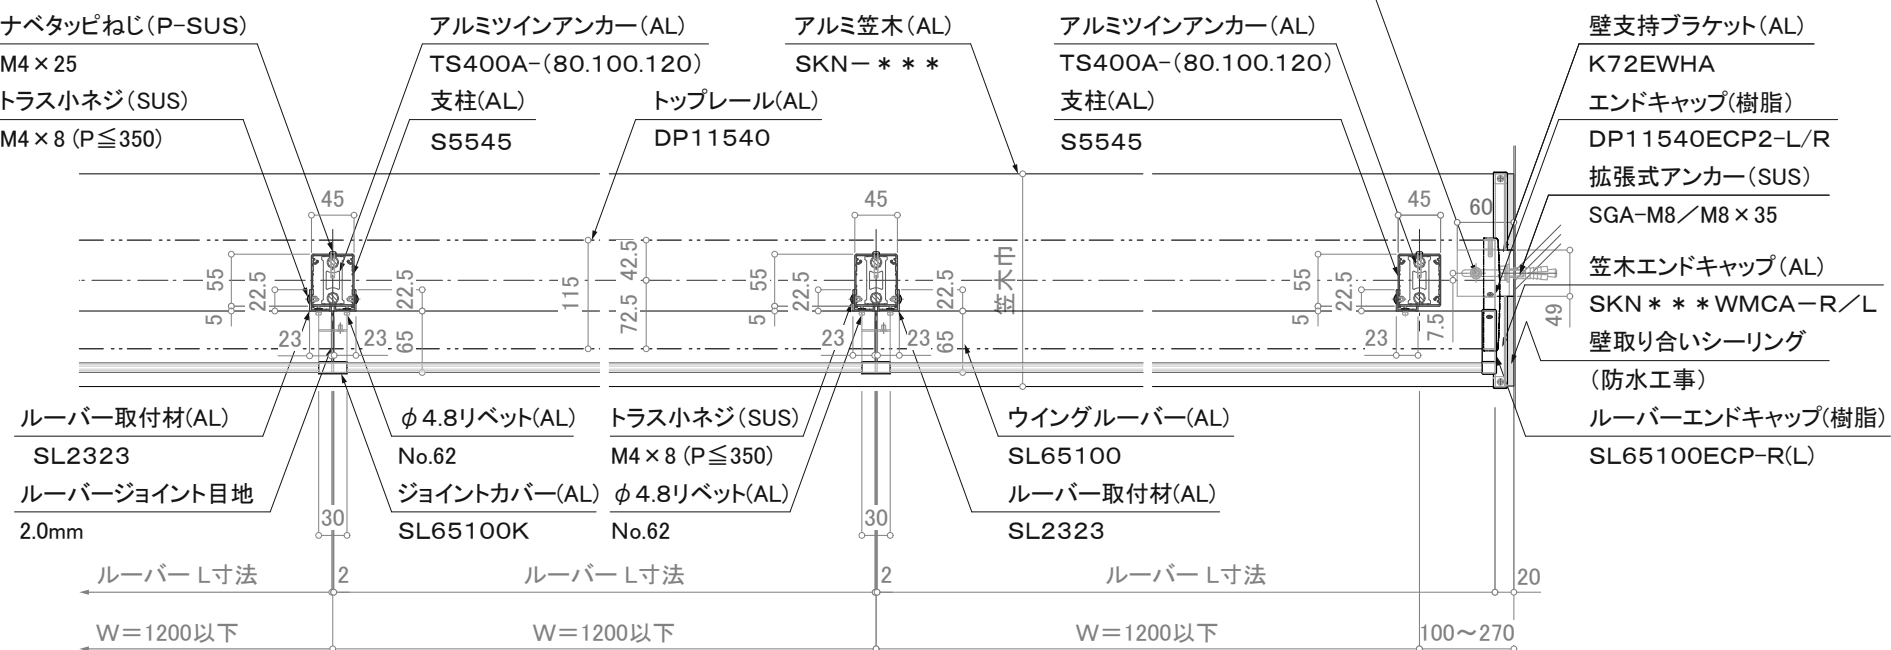 ナベタッピねじ(P-SUS)
M4×25
トラス小ネジ(SUS)
M4×8 (P≦350)
アルミツインアンカー(AL)
TS400A-(80.100.120)
支柱(AL)
S5545
トップレール(AL)
DP11540
アルミ笠木(AL)
SKN-＊＊＊
アルミツインアンカー(AL)
TS400A-(80.100.120)
支柱(AL)
S5545
壁支持ブラケット(AL)
K72EWHA
エンドキャップ(樹脂)
DP11540ECP2-L/R
拡張式アンカー(SUS)
SGA-M8／M8×35
笠木エンドキャップ(AL)
SKN＊＊＊WMCA-R／L
壁取り合いシーリング
(防水工事)
ルーバーエンドキャップ(樹脂)
SL65100ECP-R(L)
45
55
22.5
5
22.5
65
23
23
115
42.5
72.5
45
55
22.5
5
22.5
65
23
23
笠木巾
45
55
22.5
5
23
7.5
60
49
ルーバー取付材(AL)
SL2323
ルーバージョイント目地
2.0mm
φ4.8リベット(AL)
No.62
ジョイントカバー(AL)
SL65100K
トラス小ネジ(SUS)
M4×8 (P≦350)
φ4.8リベット(AL)
No.62
ウイングルーバー(AL)
SL65100
ルーバー取付材(AL)
SL2323
30
30
ルーバー L寸法
2
ルーバー L寸法
2
ルーバー L寸法
20
W＝1200以下
W＝1200以下
W＝1200以下
100～270